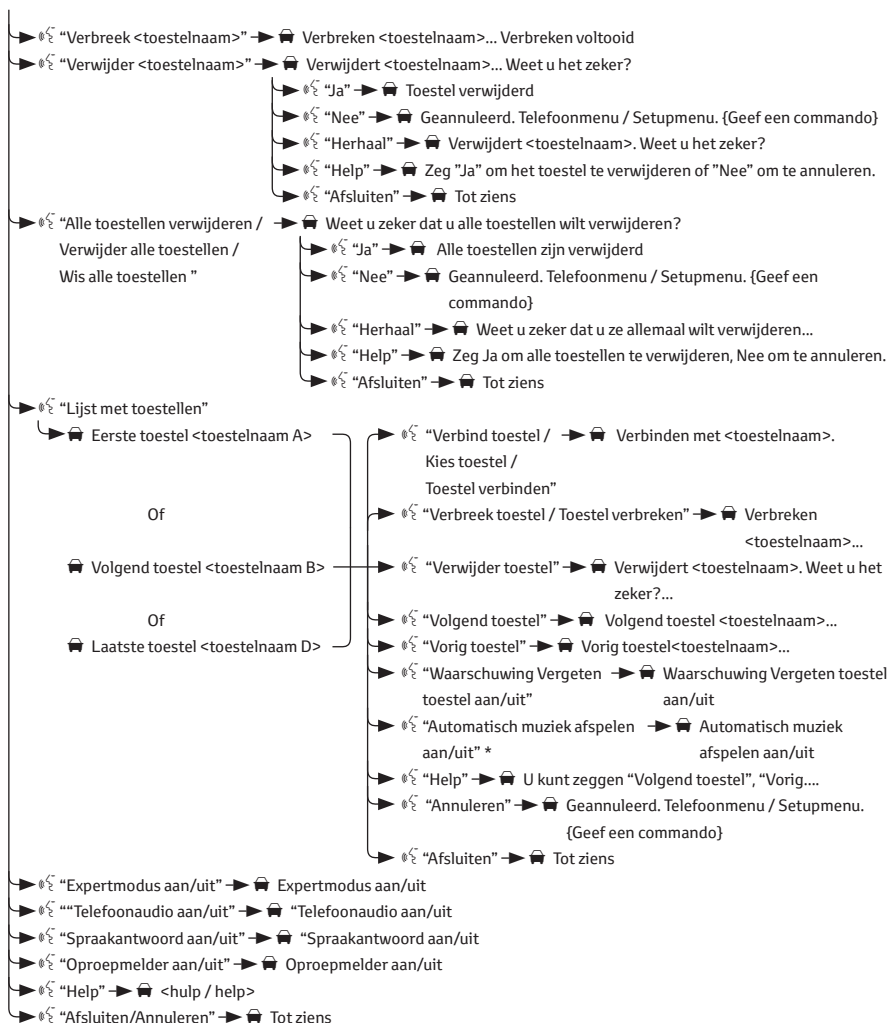 “Verbreek <toestelnaam>” Verbreken <toestelnaam>... Verbreken voltooid
“Verwijder <toestelnaam>” Verwijdert <toestelnaam>... Weet u het zeker?
“Ja” Toestel verwijderd
“Nee” Geannuleerd. Telefoonmenu / Setupmenu. {Geef een commando}
“Herhaal” Verwijdert <toestelnaam>. Weet u het zeker?
“Help” Zeg "Ja" om het toestel te verwijderen of "Nee" om te annuleren.
“Afsluiten” Tot ziens
“Alle toestellen verwijderen / Weet u zeker dat u alle toestellen wilt verwijderen?
Verwijder alle toestellen / “Ja” Alle toestellen zijn verwijderd
Wis alle toestellen ” “Nee” Geannuleerd. Telefoonmenu / Setupmenu. {Geef een
commando}
“Herhaal” Weet u zeker dat u ze allemaal wilt verwijderen...
“Help” Zeg Ja om alle toestellen te verwijderen, Nee om te annuleren.
“Afsluiten” Tot ziens
“Lijst met toestellen”
Eerste toestel <toestelnaam A>
Of
Volgend toestel <toestelnaam B>
Of
Laatste toestel <toestelnaam D>
“Verbind toestel / Verbinden met <toestelnaam>.
Kies toestel /
Toestel verbinden”
“Verbreek toestel / Toestel verbreken” Verbreken
<toestelnaam>...
“Verwijder toestel” Verwijdert <toestelnaam>. Weet u het
zeker?...
“Volgend toestel” Volgend toestel <toestelnaam>...
“Vorig toestel” Vorig toestel<toestelnaam>...
“Waarschuwing Vergeten Waarschuwing Vergeten toestel
toestel aan/uit” aan/uit
“Automatisch muziek afspelen Automatisch muziek
aan/uit” * afspelen aan/uit
“Help” U kunt zeggen “Volgend toestel”, “Vorig....
“Annuleren” Geannuleerd. Telefoonmenu / Setupmenu.
{Geef een commando}
“Afsluiten” Tot ziens
“Expertmodus aan/uit” Expertmodus aan/uit
““Telefoonaudio aan/uit” “Telefoonaudio aan/uit
“Spraakantwoord aan/uit” “Spraakantwoord aan/uit
“Oproepmelder aan/uit” Oproepmelder aan/uit
“Help” <hulp / help>
“Afsluiten/Annuleren” Tot ziens